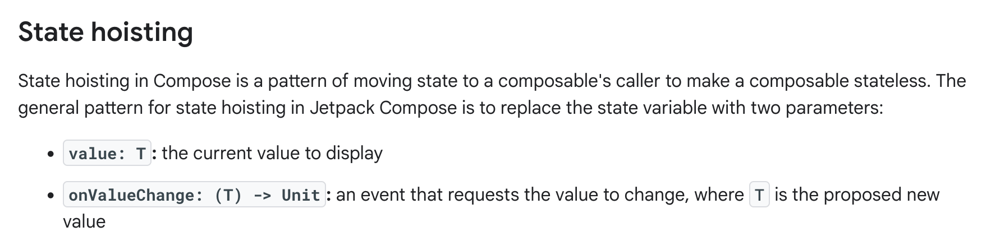 State hoisting
State hoisting in Compose is a pattern of moving state to a composable's caller to make a composable stateless. The
general pattern for state hoisting in Jetpack Compose is to replace the state variable with two parameters:
• value: T: the current value to display
• onValueChange: (T) -> Unit: an event that requests the value to change, where T is the proposed new
value